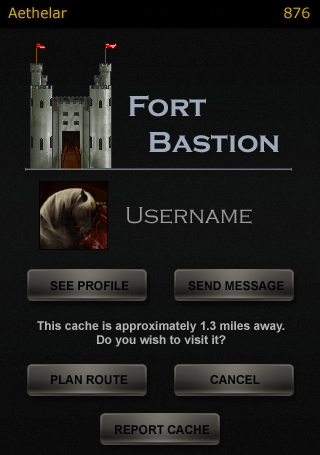 Aethelar 876
Fort
Bastion
Username
SEE PROFILE SEND MESSAGE
This cache is approximately 1.3 miles away.
Do you wish to visit it?
PLAN ROUTE CANCEL
REPORT CACHE